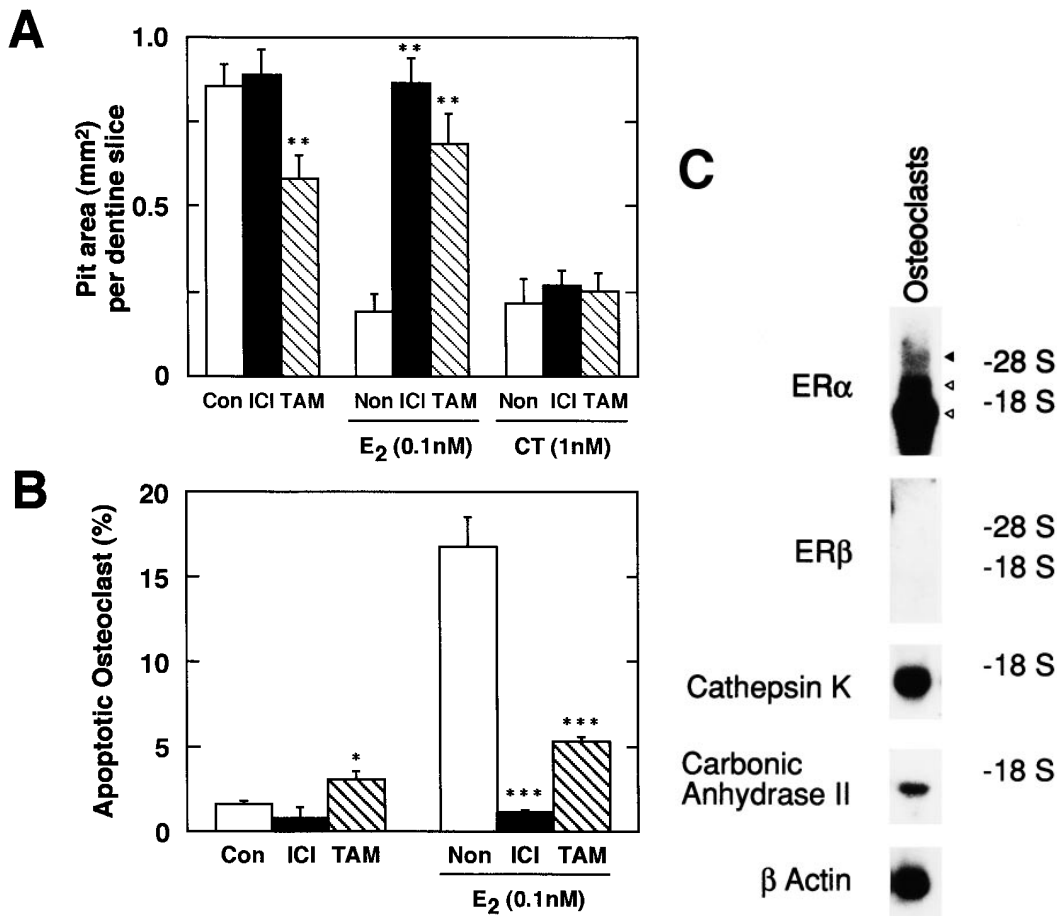 A
Pit area (mm²)
per dentine slice
1.0
0.5
0
**
**
**
Con ICI TAM
Non ICI TAM
Non ICI TAM
E₂ (0.1nM)
CT (1nM)
B
Apoptotic Osteoclast (%)
20
15
10
5
0
*
***
***
Con ICI TAM
Non ICI TAM
E₂ (0.1nM)
C
Osteoclasts
ERα
-28 S
-18 S
ERβ
-28 S
-18 S
Cathepsin K
-18 S
Carbonic
Anhydrase II
-18 S
β Actin